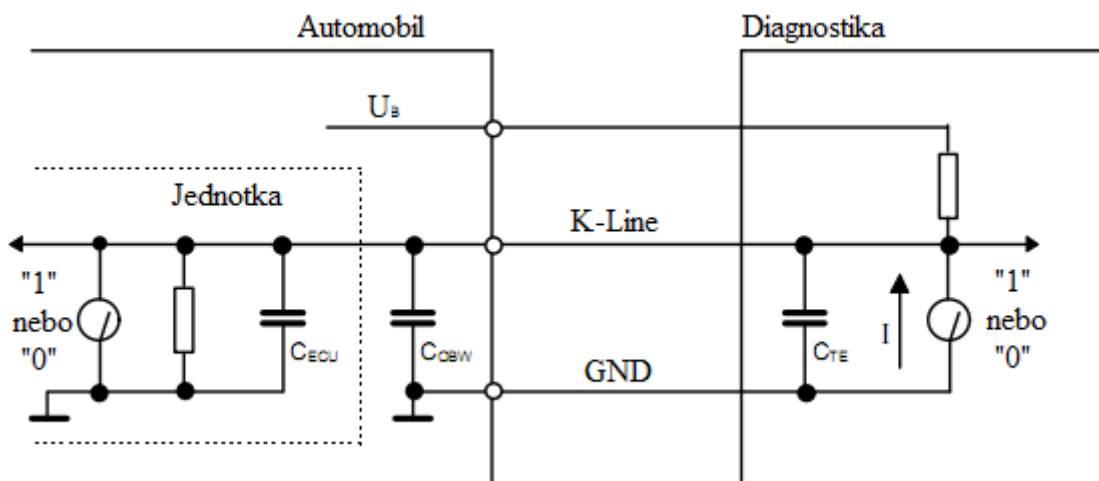 Automobil
Diagnostika
UB
Jednotka
K-Line
"1"
nebo
"0"
CECU
COBW
GND
CTE
I
"1"
nebo
"0"